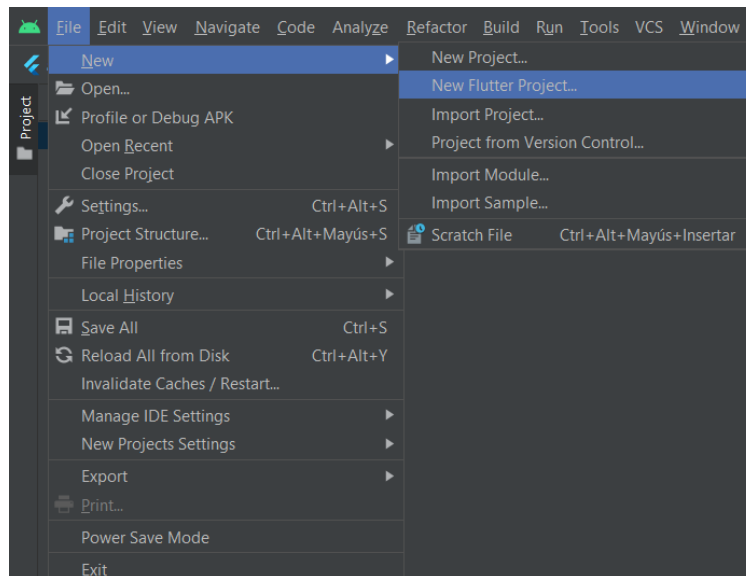 File Edit View Navigate Code Analyze Refactor Build Run Tools VCS Window
Project
New
Open...
Profile or Debug APK
Open Recent
Close Project
Settings... Ctrl+Alt+S
Project Structure... Ctrl+Alt+Mayús+S
File Properties
Local History
Save All Ctrl+S
Reload All from Disk Ctrl+Alt+Y
Invalidate Caches / Restart...
Manage IDE Settings
New Projects Settings
Export
Print...
Power Save Mode
Exit
New Project...
New Flutter Project...
Import Project...
Project from Version Control...
Import Module...
Import Sample...
Scratch File Ctrl+Alt+Mayús+Insertar